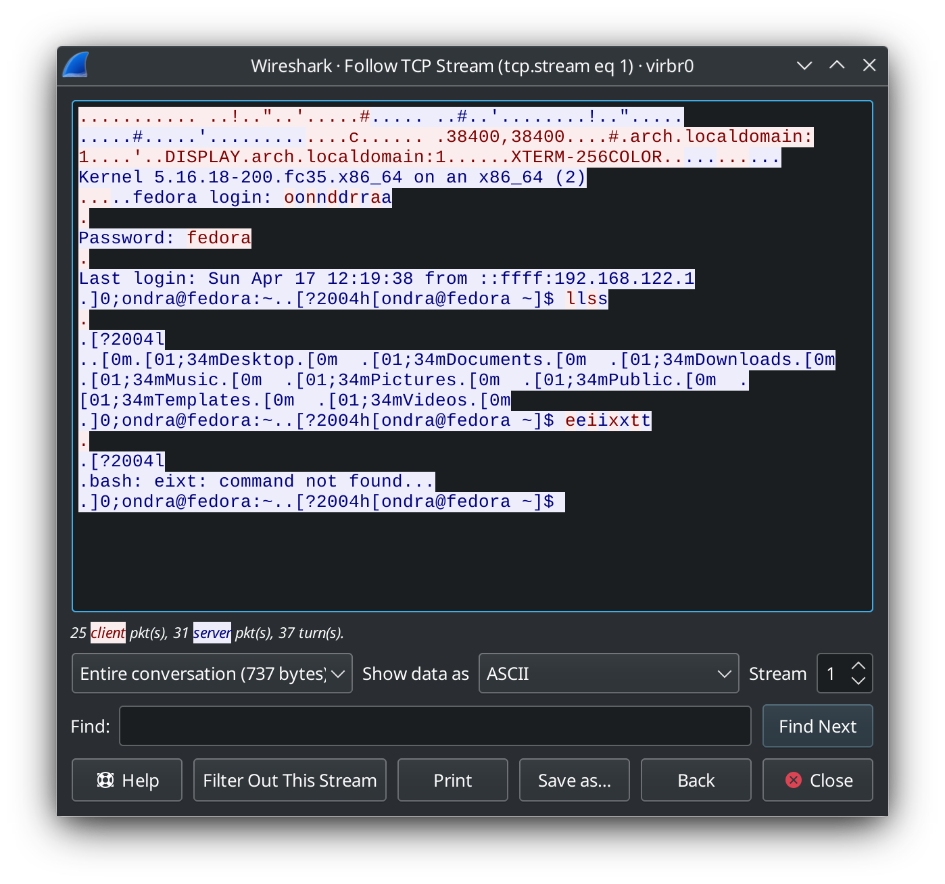 Wireshark · Follow TCP Stream (tcp.stream eq 1) · virbr0
........... ..!.."..'.....#..... ..#..'........!..".....
.....#.....'.............c...... .38400,38400....#.arch.localdomain:
1....'..DISPLAY.arch.localdomain:1......XTERM-256COLOR...........
Kernel 5.16.18-200.fc35.x86_64 on an x86_64 (2)
.....fedora login: oonnddrraa
.
Password: fedora
.
Last login: Sun Apr 17 12:19:38 from ::ffff:192.168.122.1
.]0;ondra@fedora:~..[?2004h[ondra@fedora ~]$ llss
.
.[?2004l
..[0m.[01;34mDesktop.[0m  .[01;34mDocuments.[0m  .[01;34mDownloads.[0m
.[01;34mMusic.[0m  .[01;34mPictures.[0m  .[01;34mPublic.[0m  .
[01;34mTemplates.[0m  .[01;34mVideos.[0m
.]0;ondra@fedora:~..[?2004h[ondra@fedora ~]$ eeiixxtt
.
.[?2004l
.bash: eixt: command not found...
.]0;ondra@fedora:~..[?2004h[ondra@fedora ~]$
25 client pkt(s), 31 server pkt(s), 37 turn(s).
Entire conversation (737 bytes) Show data as ASCII Stream 1
Find: Find Next
Help Filter Out This Stream Print Save as... Back Close